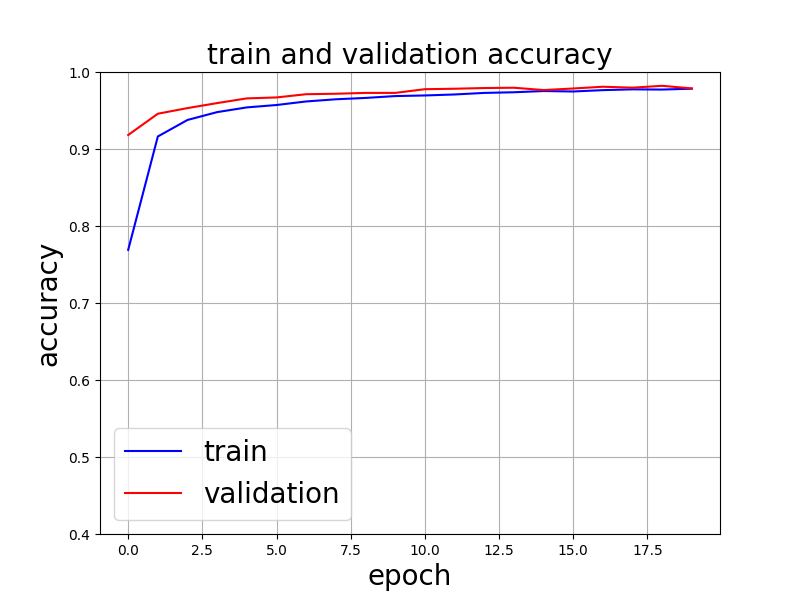 train and validation accuracy
1.0
0.9
0.8
0.7
0.6
0.5
0.4
accuracy
train
validation
0.0 2.5 5.0 7.5 10.0 12.5 15.0 17.5
epoch